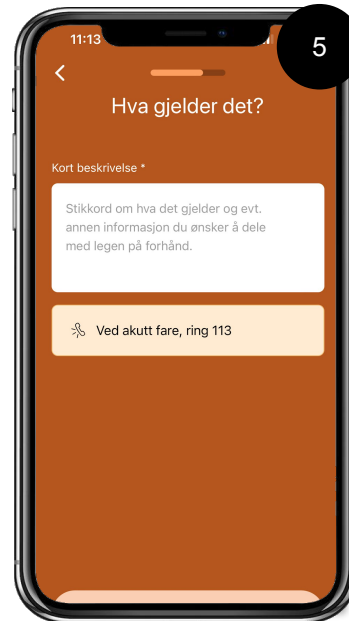 11:13
5
Hva gjelder det?
Kort beskrivelse *
Stikkord om hva det gjelder og evt.
annen informasjon du ønsker å dele
med legen på forhånd.
Ved akutt fare, ring 113